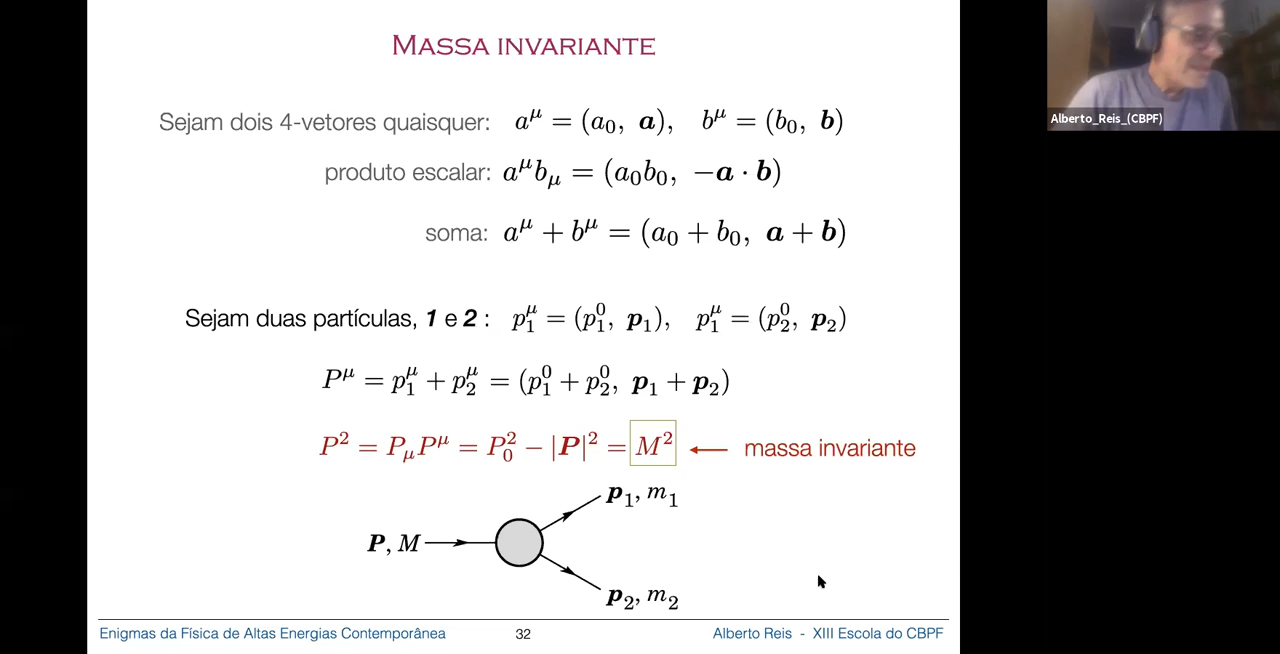 MASSA INVARIANTE
Alberto_Reis_(CBPF)
Sejam dois 4-vetores quaisquer: a^μ = (a_0, a), b^μ = (b_0, b)
produto escalar: a^μ b_μ = (a_0 b_0, −a · b)
soma: a^μ + b^μ = (a_0 + b_0, a + b)
Sejam duas partículas, 1 e 2 : p_1^μ = (p_1^0, p_1), p_1^μ = (p_2^0, p_2)
P^μ = p_1^μ + p_2^μ = (p_1^0 + p_2^0, p_1 + p_2)
P^2 = P_μ P^μ = P_0^2 − |P|^2 = M^2 ← massa invariante
p_1, m_1
P, M
p_2, m_2
Enigmas da Física de Altas Energias Contemporânea 32 Alberto Reis - XIII Escola do CBPF